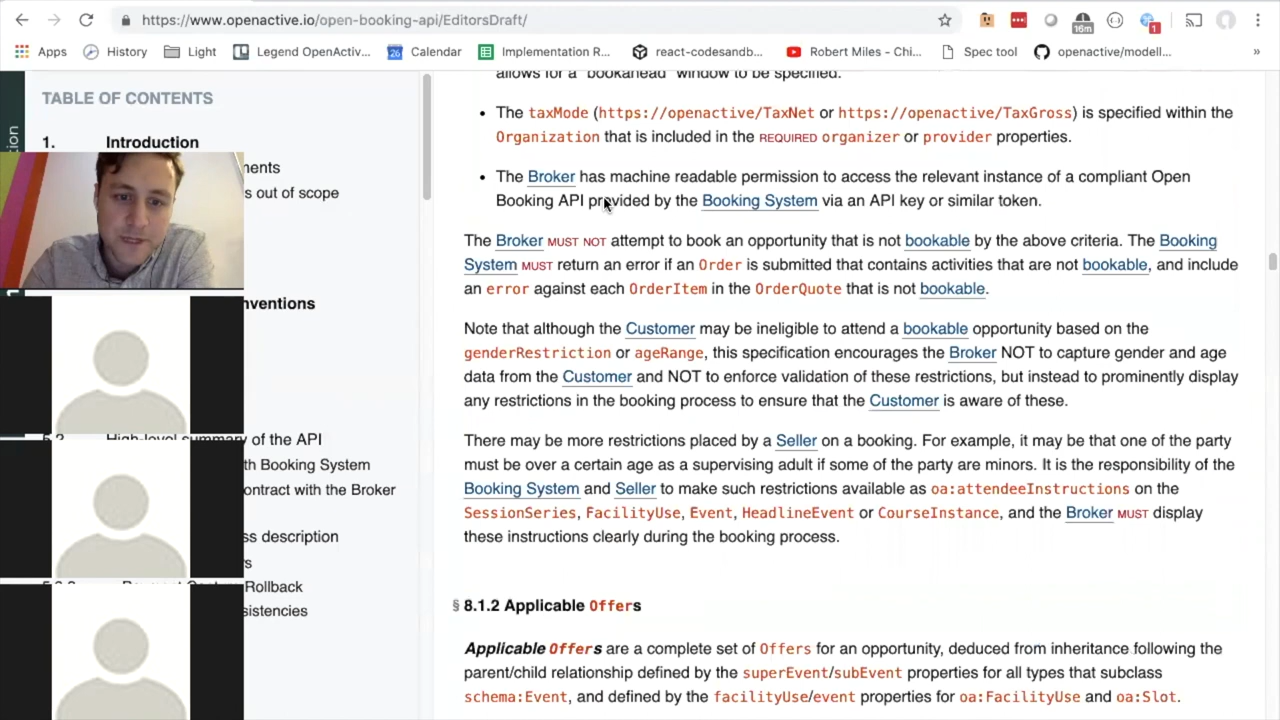 https://www.openactive.io/open-booking-api/EditorsDraft/
16m
1
Apps History Light Legend OpenActiv... 26 Calendar Implementation R... react-codesandb... Robert Miles - Chi... Spec tool openactive/modell... »
TABLE OF CONTENTS
1. Introduction
s out of scope
High-level summary of the API
th Booking System
ontract with the Broker
ss description
Rollback
sistencies
allows for a "bookahead" window to be specified.
• The taxMode (https://openactive/TaxNet or https://openactive/TaxGross) is specified within the
Organization that is included in the REQUIRED organizer or provider properties.
• The Broker has machine readable permission to access the relevant instance of a compliant Open
Booking API provided by the Booking System via an API key or similar token.
The Broker MUST NOT attempt to book an opportunity that is not bookable by the above criteria. The Booking
System MUST return an error if an Order is submitted that contains activities that are not bookable, and include
an error against each OrderItem in the OrderQuote that is not bookable.
Note that although the Customer may be ineligible to attend a bookable opportunity based on the
genderRestriction or ageRange, this specification encourages the Broker NOT to capture gender and age
data from the Customer and NOT to enforce validation of these restrictions, but instead to prominently display
any restrictions in the booking process to ensure that the Customer is aware of these.
There may be more restrictions placed by a Seller on a booking. For example, it may be that one of the party
must be over a certain age as a supervising adult if some of the party are minors. It is the responsibility of the
Booking System and Seller to make such restrictions available as oa:attendeeInstructions on the
SessionSeries, FacilityUse, Event, HeadlineEvent or CourseInstance, and the Broker MUST display
these instructions clearly during the booking process.
§ 8.1.2 Applicable Offers
Applicable Offers are a complete set of Offers for an opportunity, deduced from inheritance following the
parent/child relationship defined by the superEvent/subEvent properties for all types that subclass
schema:Event, and defined by the facilityUse/event properties for oa:FacilityUse and oa:Slot.